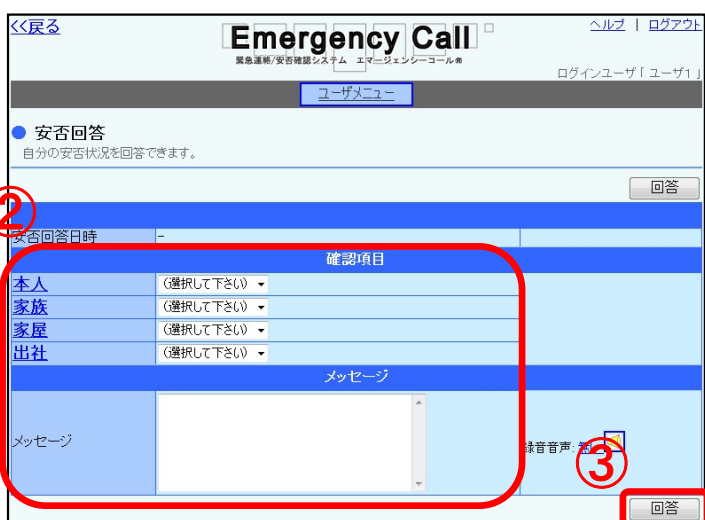 <<戻る
Emergency Call
緊急連絡/安否確認システム エマージェンシーコール®
ヘルプ | ログアウト
ログインユーザ「ユーザ1」
ユーザメニュー
● 安否回答
自分の安否状況を回答できます。
回答
②
安否回答日時 -
確認項目
本人 (選択して下さい)
家族 (選択して下さい)
家屋 (選択して下さい)
出社 (選択して下さい)
メッセージ
メッセージ
録音音声: 無し
③
回答